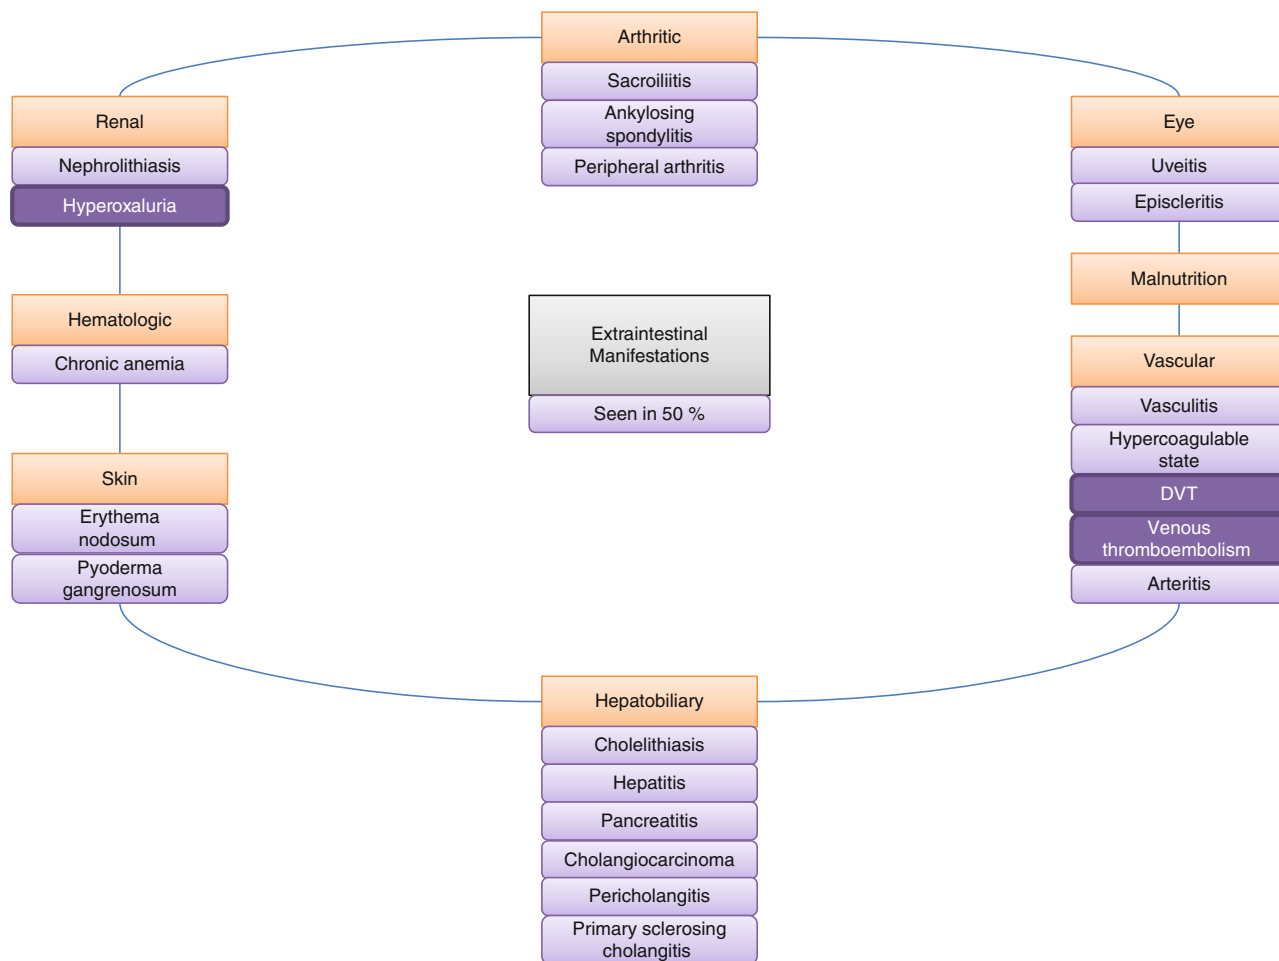 Arthritic
Sacroiliitis
Ankylosing
spondylitis
Peripheral arthritis
Renal
Nephrolithiasis
Hyperoxaluria
Eye
Uveitis
Episcleritis
Malnutrition
Hematologic
Chronic anemia
Extraintestinal
Manifestations
Seen in 50 %
Vascular
Vasculitis
Hypercoagulable
state
DVT
Venous
thromboembolism
Arteritis
Skin
Erythema
nodosum
Pyoderma
gangrenosum
Hepatobiliary
Cholelithiasis
Hepatitis
Pancreatitis
Cholangiocarcinoma
Pericholangitis
Primary sclerosing
cholangitis